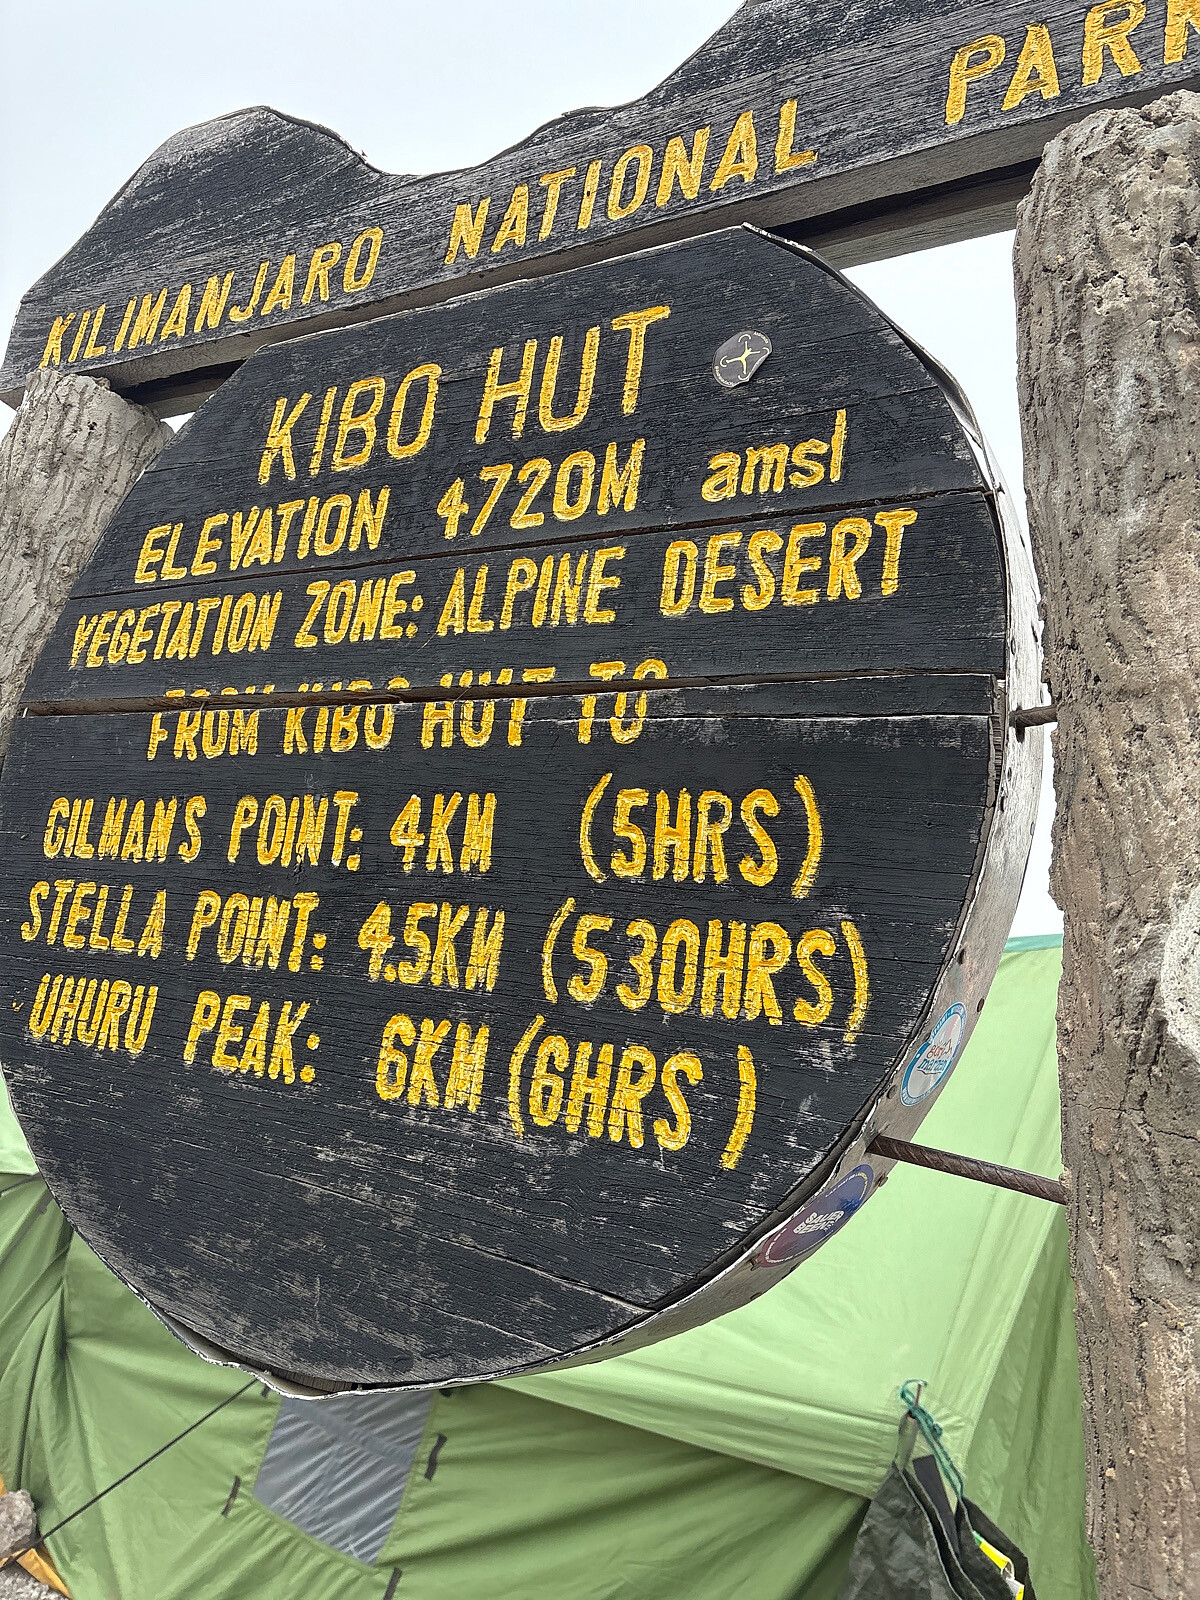 KILIMANJARO NATIONAL PARK
KIBO HUT
ELEVATION 4720M amsl
VEGETATION ZONE: ALPINE DESERT
FROM KIBO HUT TO
GILMANS POINT: 4KM (5HRS)
STELLA POINT: 4.5KM (530HRS)
UHURU PEAK: 6KM (6HRS)